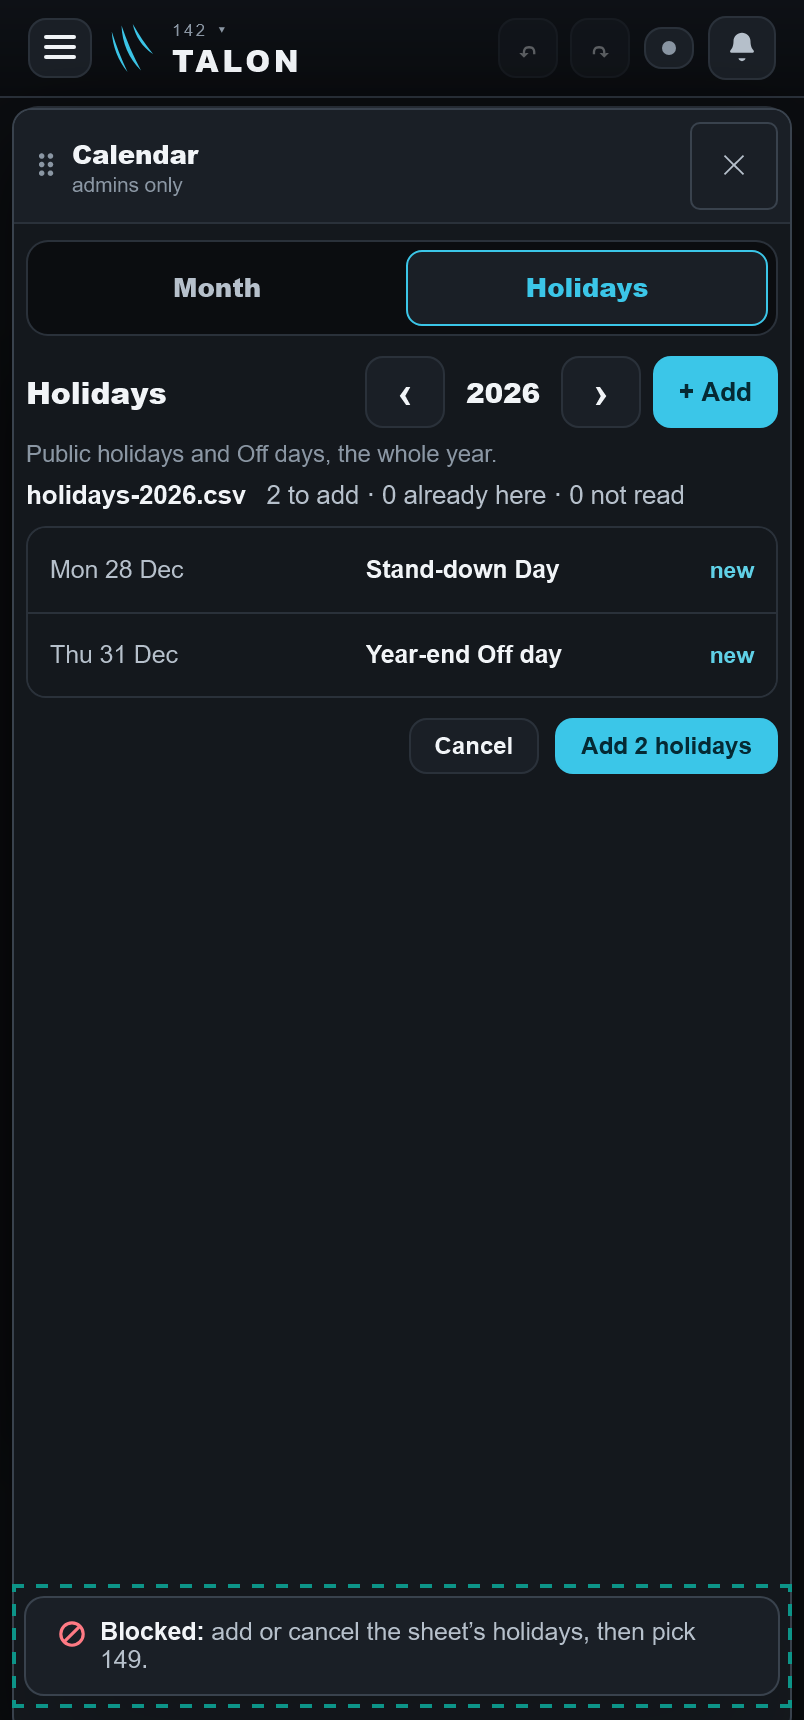 142 ▾
TALON
Calendar
admins only
Month
Holidays
Holidays
‹ 2026 › + Add
Public holidays and Off days, the whole year.
holidays-2026.csv 2 to add · 0 already here · 0 not read
Mon 28 Dec Stand-down Day new
Thu 31 Dec Year-end Off day new
Cancel Add 2 holidays
Blocked: add or cancel the sheet’s holidays, then pick
149.